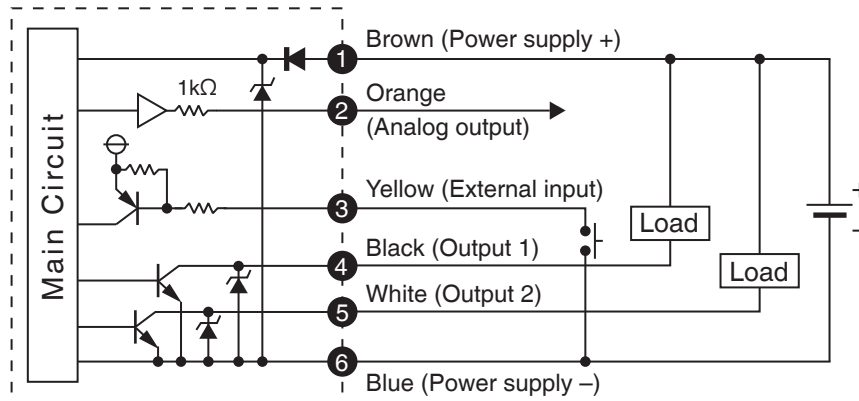 Main Circuit
1kΩ
1 Brown (Power supply +)
2 Orange
(Analog output)
3 Yellow (External input)
4 Black (Output 1)
5 White (Output 2)
6
Blue (Power supply –)
Load
Load
+
–